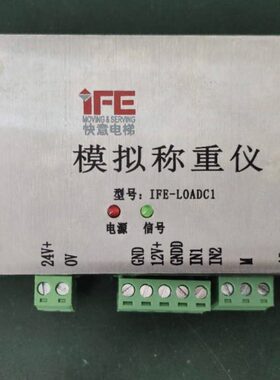 IFE
MOVING & SERVING
快意电梯
模拟称重仪
型号: IFE-LOADC1
电源 信号
24V+
0V
GND
12V+
GNDD
IN1
IN2
M